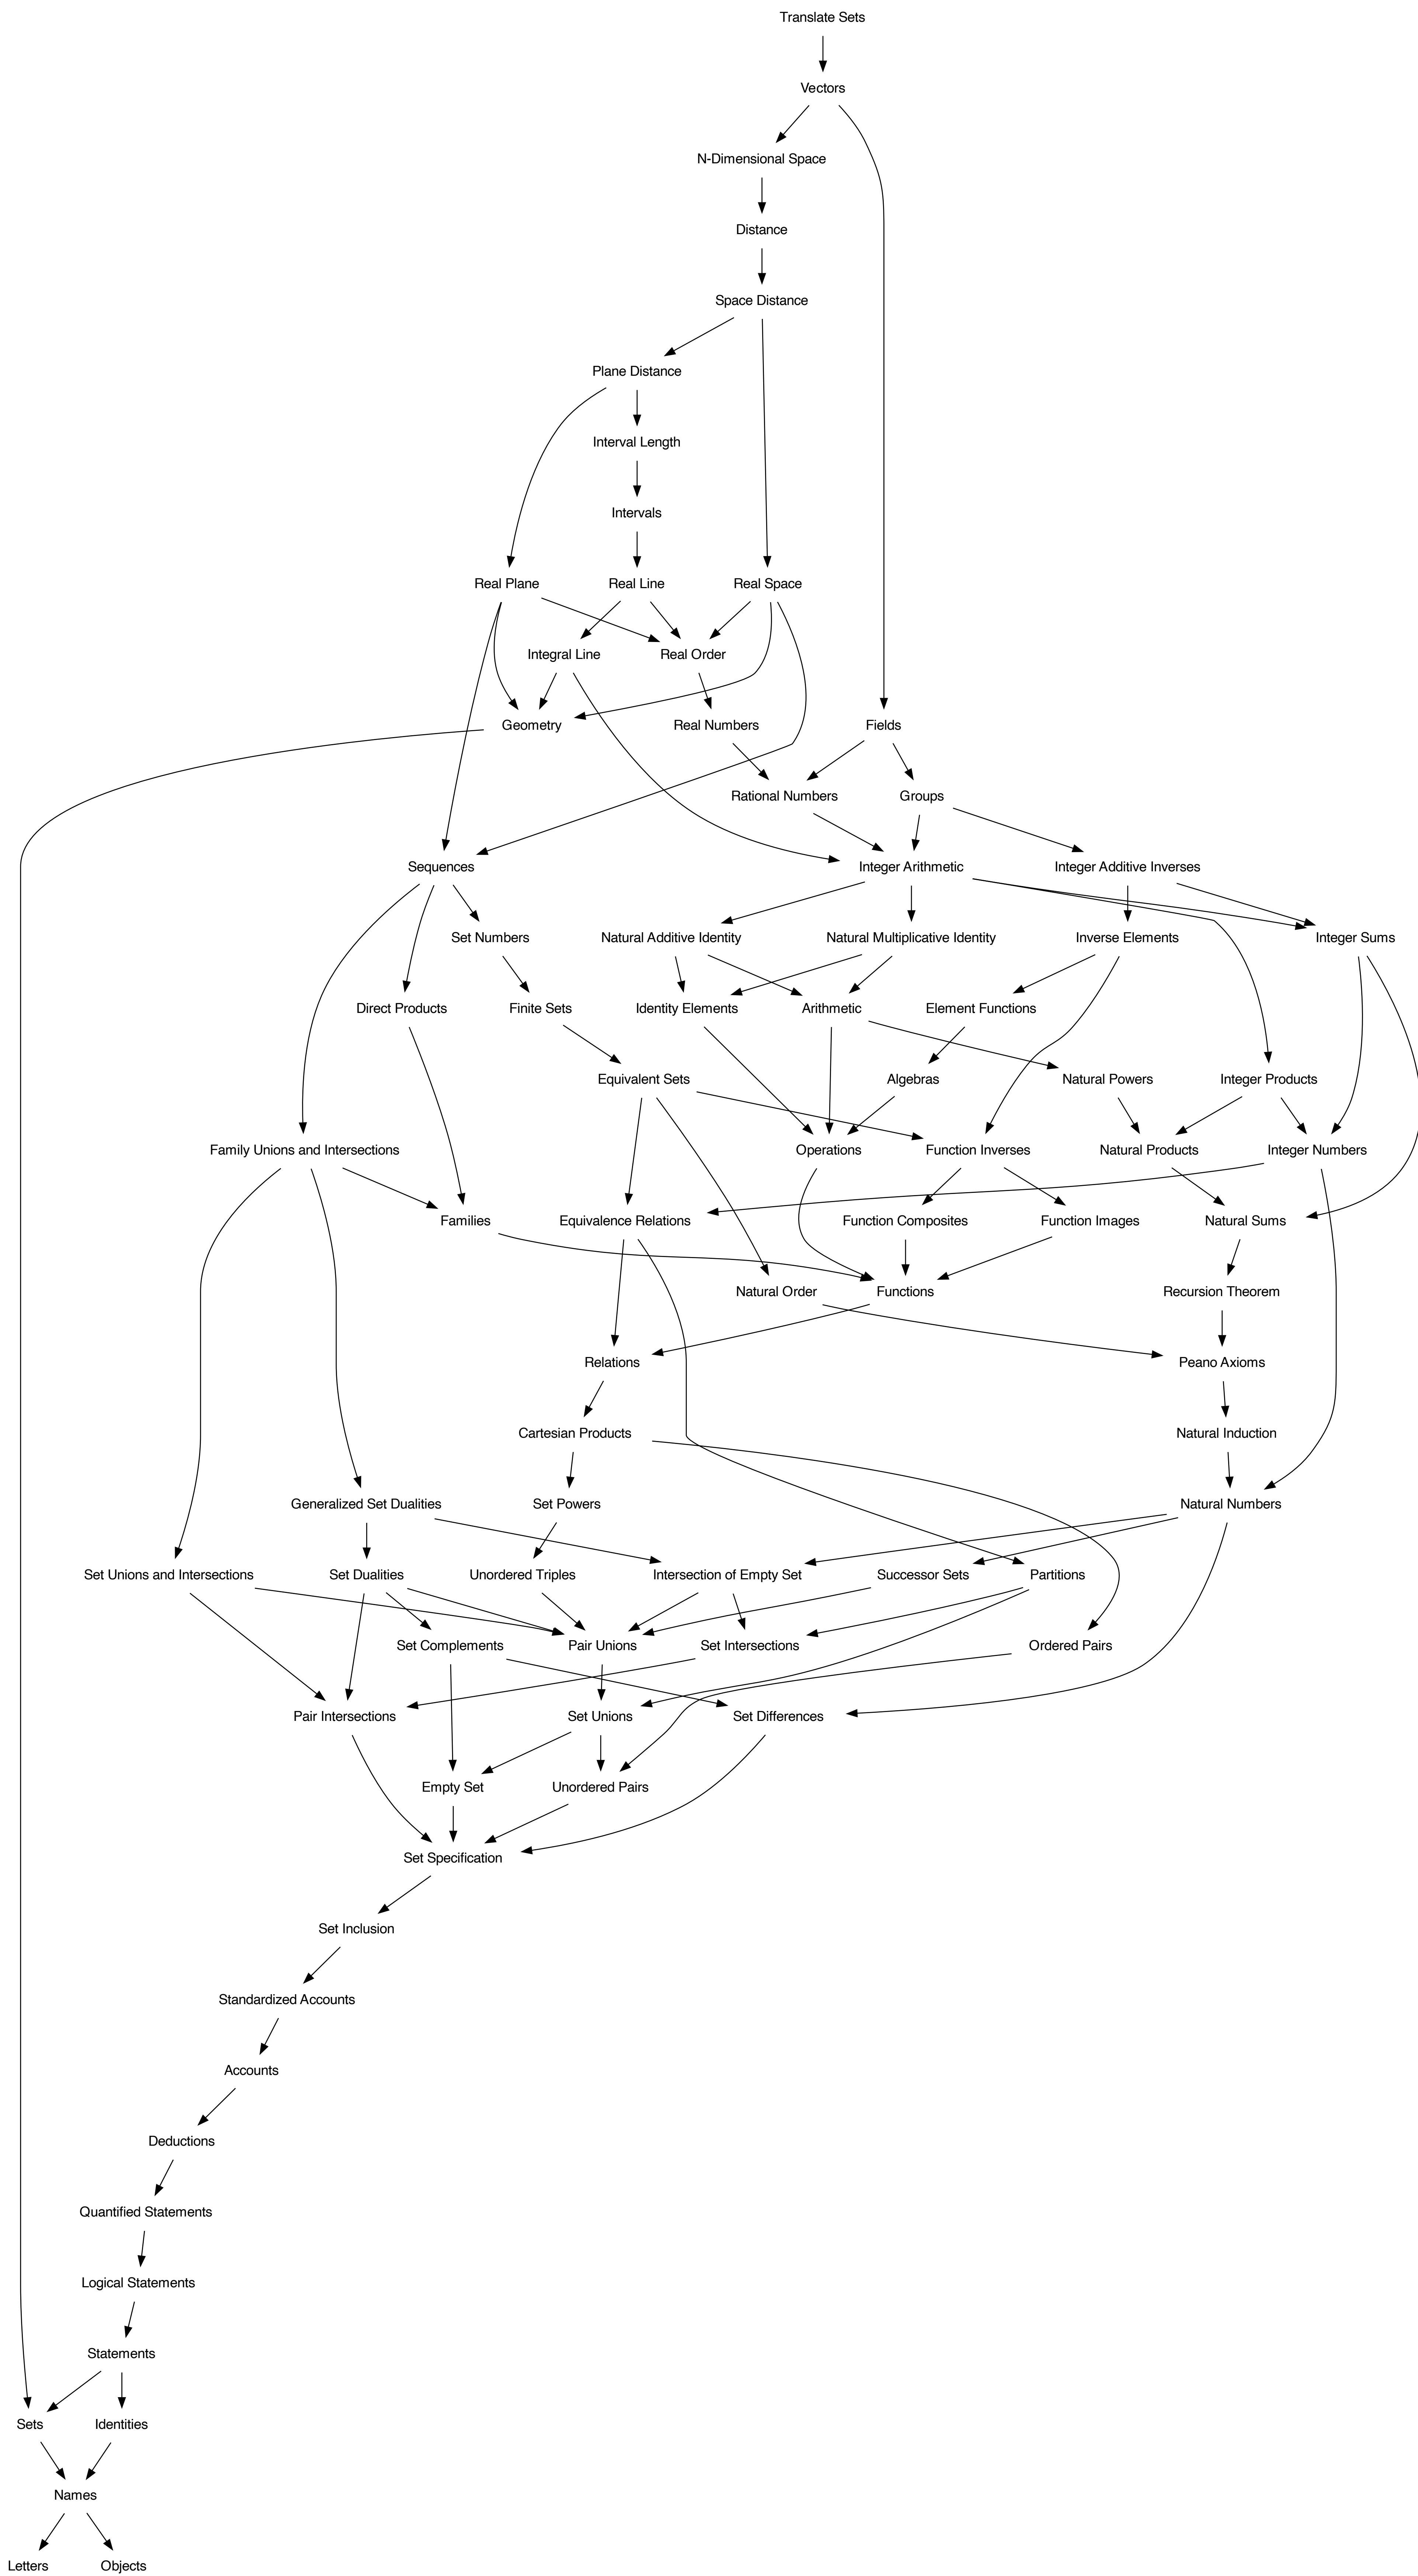 Translate Sets
Vectors
N-Dimensional Space
Distance
Space Distance
Plane Distance
Interval Length
Intervals
Real Plane
Real Line
Real Space
Integral Line
Real Order
Geometry
Real Numbers
Fields
Rational Numbers
Groups
Sequences
Integer Arithmetic
Integer Additive Inverses
Set Numbers
Natural Additive Identity
Natural Multiplicative Identity
Inverse Elements
Integer Sums
Direct Products
Finite Sets
Identity Elements
Arithmetic
Element Functions
Equivalent Sets
Algebras
Natural Powers
Integer Products
Family Unions and Intersections
Operations
Function Inverses
Natural Products
Integer Numbers
Families
Equivalence Relations
Function Composites
Function Images
Natural Sums
Natural Order
Functions
Recursion Theorem
Relations
Peano Axioms
Cartesian Products
Natural Induction
Generalized Set Dualities
Set Powers
Natural Numbers
Set Unions and Intersections
Set Dualities
Unordered Triples
Intersection of Empty Set
Successor Sets
Partitions
Set Complements
Pair Unions
Set Intersections
Ordered Pairs
Pair Intersections
Set Unions
Set Differences
Empty Set
Unordered Pairs
Set Specification
Set Inclusion
Standardized Accounts
Accounts
Deductions
Quantified Statements
Logical Statements
Statements
Sets
Identities
Names
Letters
Objects